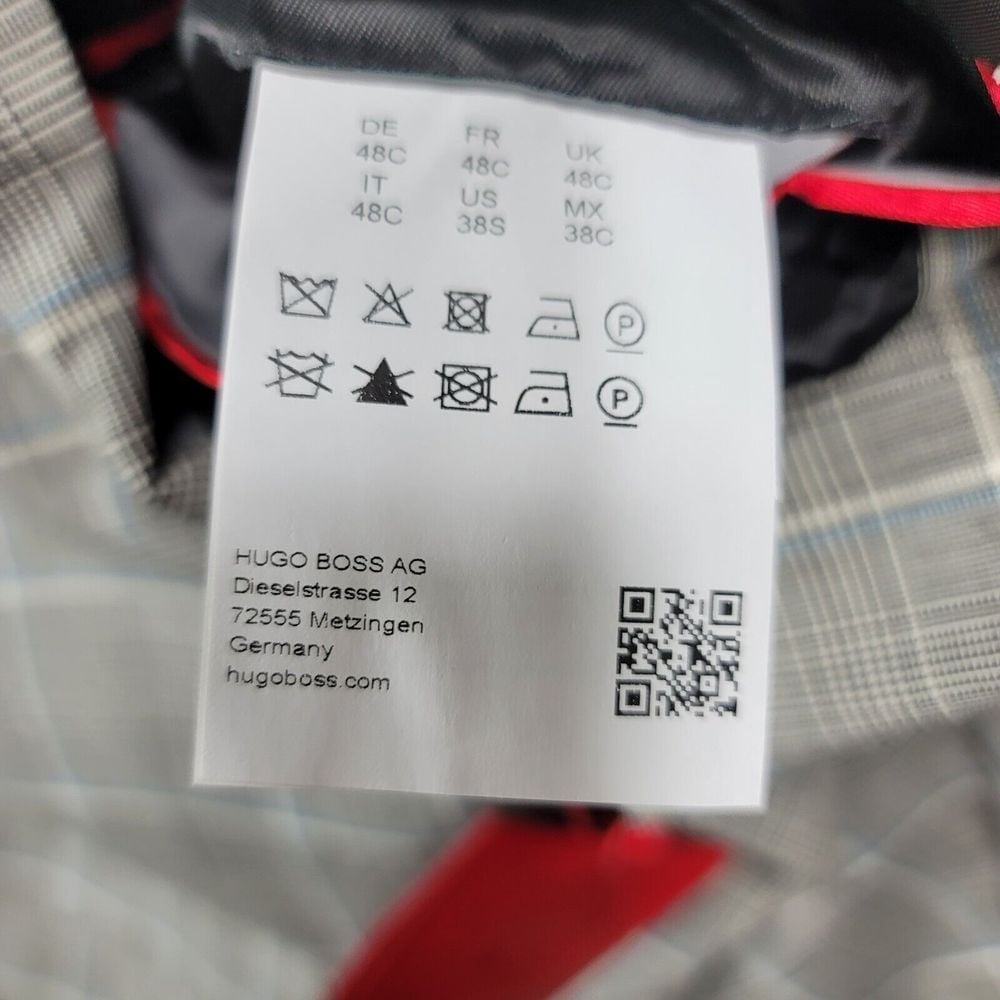 DE FR UK
48C 48C 48C
IT US MX
48C 38S 38C
P
P
HUGO BOSS AG
Dieselstrasse 12
72555 Metzingen
Germany
hugoboss.com